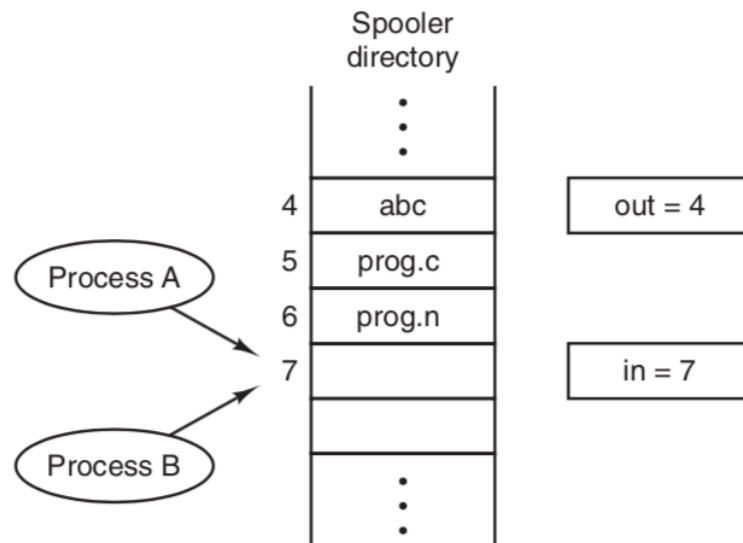 Spooler
directory
4 abc out = 4
5 prog.c
Process A
6 prog.n
7 in = 7
Process B